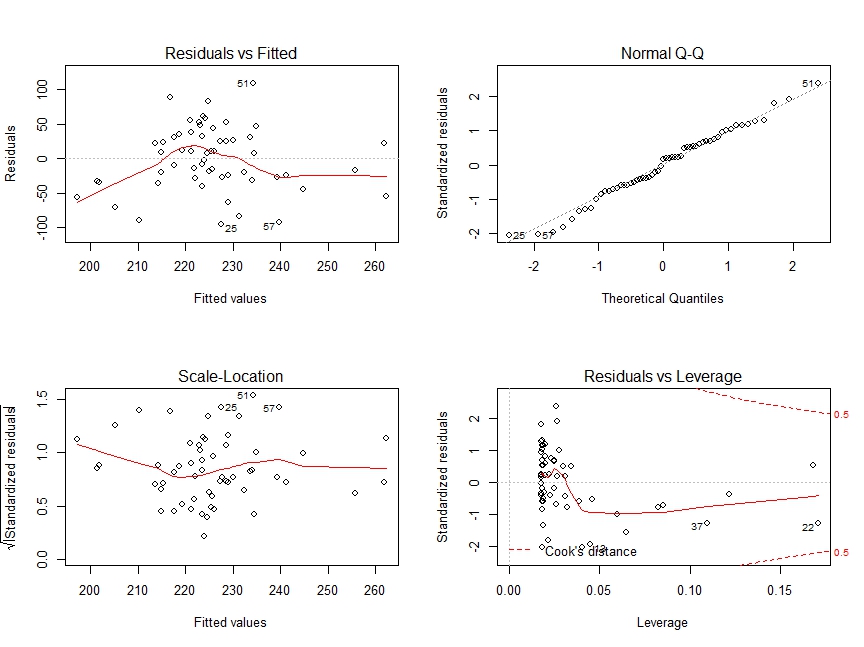 Residuals vs Fitted
Residuals
-100 -50 0 50 100
51
25
57
200 210 220 230 240 250 260
Fitted values
Normal Q-Q
Standardized residuals
-2 -1 0 1 2
51
25
57
-2 -1 0 1 2
Theoretical Quantiles
Scale-Location
√|Standardized residuals|
0.0 0.5 1.0 1.5
51
25
57
200 210 220 230 240 250 260
Fitted values
Residuals vs Leverage
Standardized residuals
-2 -1 0 1 2
0.5
37
22
0.5
Cook's distance
0.00 0.05 0.10 0.15
Leverage